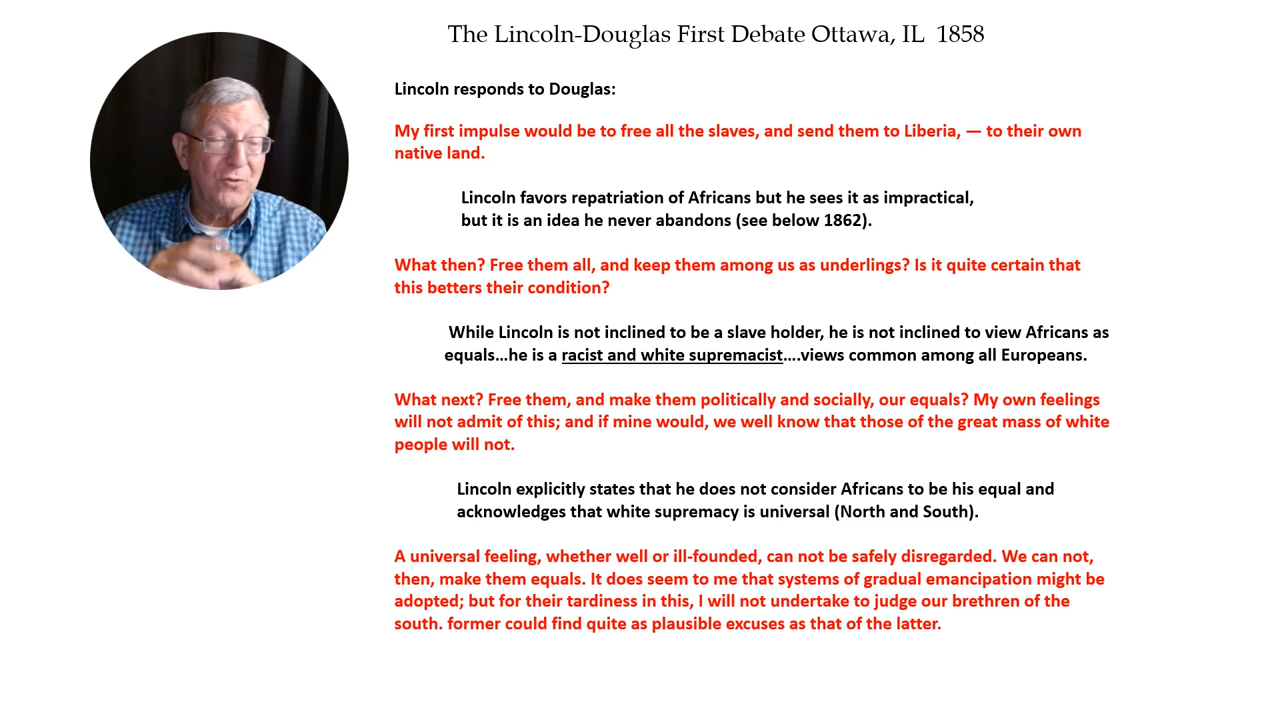 The Lincoln-Douglas First Debate Ottawa, IL 1858
Lincoln responds to Douglas:
My first impulse would be to free all the slaves, and send them to Liberia, — to their own
native land.
Lincoln favors repatriation of Africans but he sees it as impractical,
but it is an idea he never abandons (see below 1862).
What then? Free them all, and keep them among us as underlings? Is it quite certain that
this betters their condition?
While Lincoln is not inclined to be a slave holder, he is not inclined to view Africans as
equals...he is a racist and white supremacist....views common among all Europeans.
What next? Free them, and make them politically and socially, our equals? My own feelings
will not admit of this; and if mine would, we well know that those of the great mass of white
people will not.
Lincoln explicitly states that he does not consider Africans to be his equal and
acknowledges that white supremacy is universal (North and South).
A universal feeling, whether well or ill-founded, can not be safely disregarded. We can not,
then, make them equals. It does seem to me that systems of gradual emancipation might be
adopted; but for their tardiness in this, I will not undertake to judge our brethren of the
south. former could find quite as plausible excuses as that of the latter.